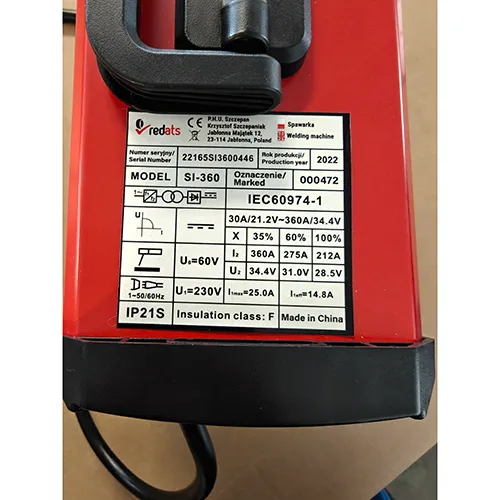 redats
P.H.U. Szczepan
Krzysztof Szczepaniek
Jabłonna Majątek 12,
23-114 Jabłonna, Poland
CE
Spawarka
Welding machine
Numer seryjny/
Serial Number
22165SI3600446
Rok produkcji/
Production year
2022
MODEL SI-360
Oznaczenie/
Marked
000472
IEC60974-1
30A/21.2V~360A/34.4V
X 35% 60% 100%
I2 360A 275A 212A
U2 34.4V 31.0V 28.5V
U0=60V
1~50/60Hz
U1=230V
I1max=25.0A
I1eff=14.8A
IP21S
Insulation class: F
Made in China